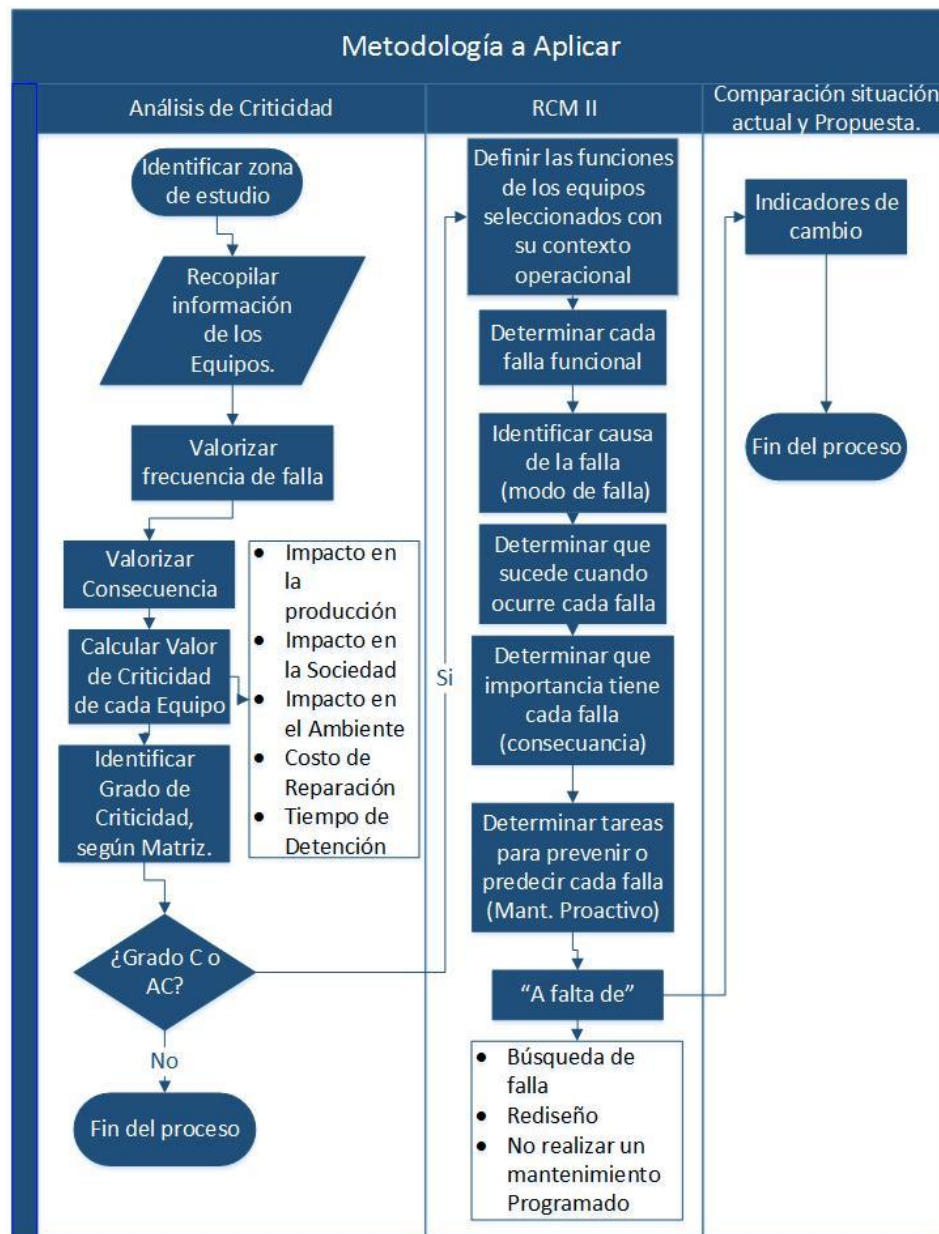 Metodología a Aplicar
Análisis de Criticidad
RCM II
Comparación situación
actual y Propuesta.
Identificar zona
de estudio
Recopilar
información
de los
Equipos.
Valorizar
frecuencia de falla
Valorizar
Consecuencia
Calcular Valor
de Criticidad
de cada Equipo
• Impacto en
la
producción
• Impacto en
la Sociedad
• Impacto en
el Ambiente
• Costo de
Reparación
• Tiempo de
Detención
Identificar
Grado de
Criticidad,
según Matriz.
¿Grado C o
AC?
Si
No
Fin del proceso
Definir las funciones
de los equipos
seleccionados con
su contexto
operacional
Determinar cada
falla funcional
Identificar causa
de la falla
(modo de falla)
Determinar que
sucede cuando
ocurre cada falla
Determinar que
importancia tiene
cada falla
(consecuancia)
Determinar tareas
para prevenir o
predecir cada falla
(Mant. Proactivo)
“A falta de”
• Búsqueda de
falla
• Rediseño
• No realizar un
mantenimiento
Programado
Indicadores de
cambio
Fin del proceso